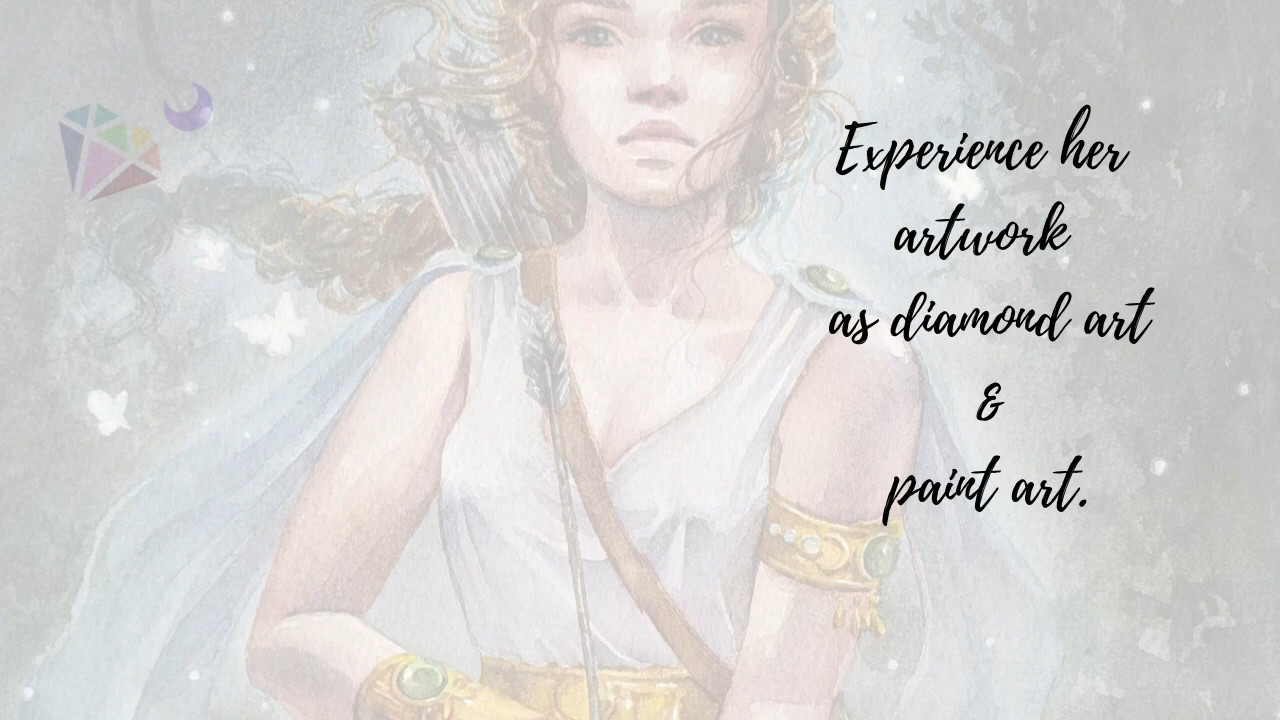 Experience her
artwork
as diamond art
&
paint art.